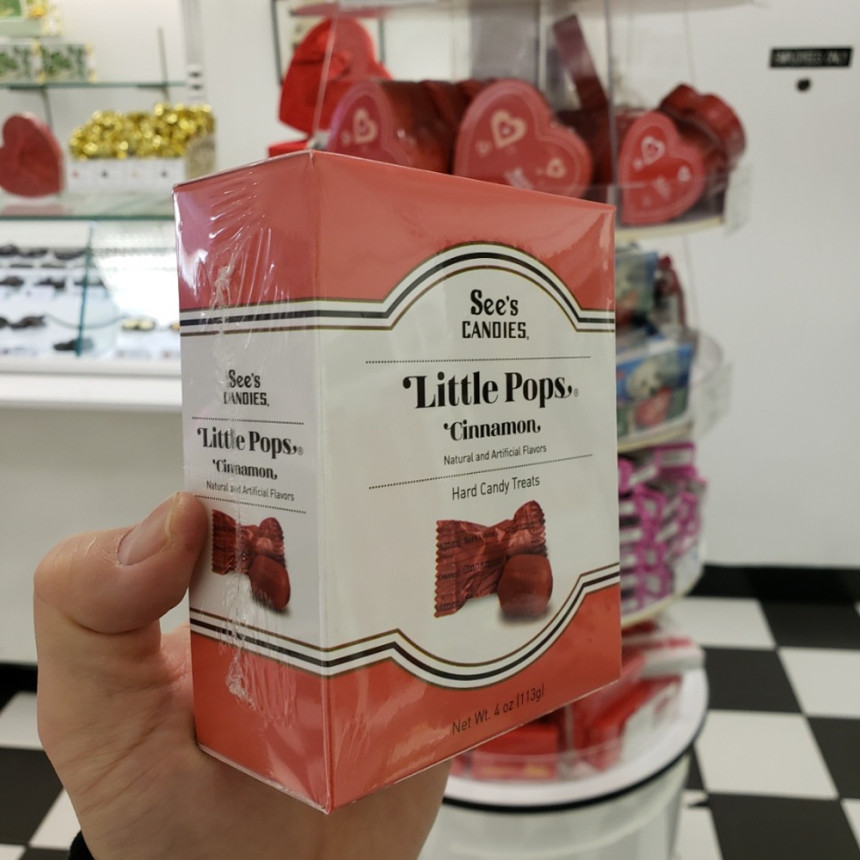 EMPLOYEES ONLY
See's
CANDIES®
Little Pops®
Cinnamon
Natural and Artificial Flavors
Hard Candy Treats
Net Wt. 4 oz (113g)
See's
CANDIES®
Little Pops®
Cinnamon
Natural and Artificial Flavors